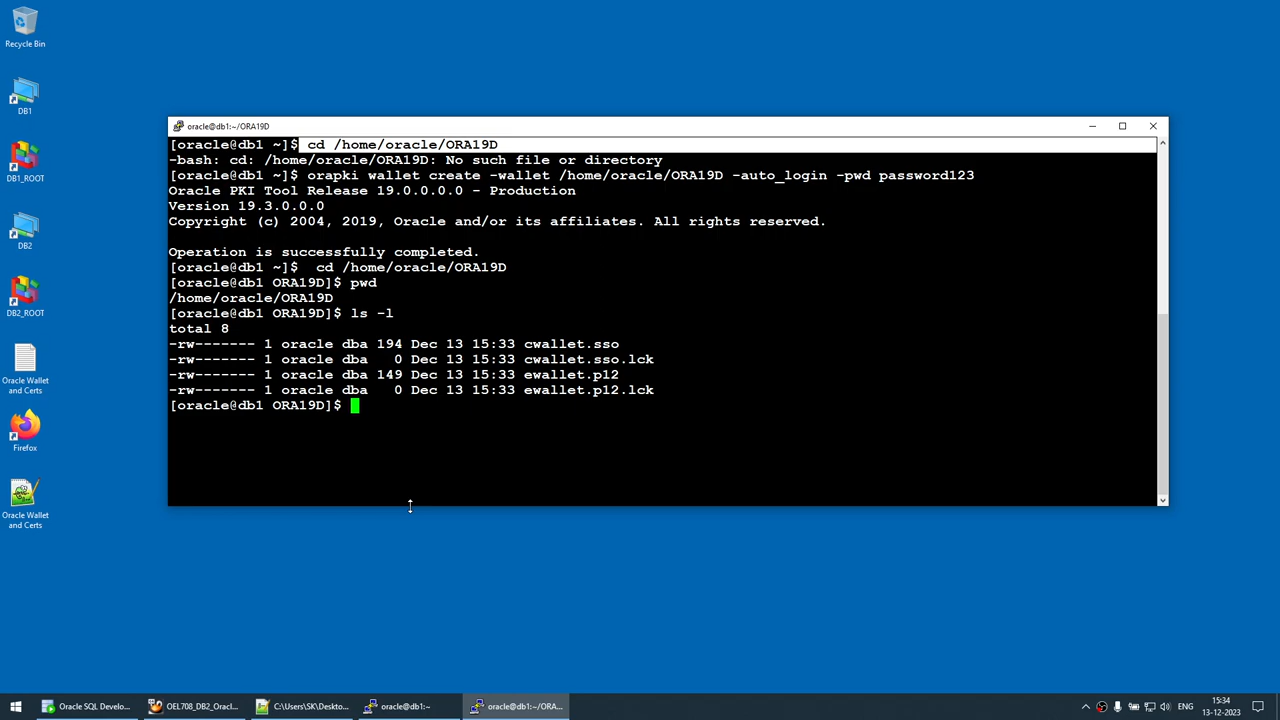 Recycle Bin
DB1
DB1_ROOT
DB2
DB2_ROOT
Oracle Wallet
and Certs
Firefox
Oracle Wallet
and Certs
oracle@db1:~/ORA19D
[oracle@db1 ~]$ cd /home/oracle/ORA19D
-bash: cd: /home/oracle/ORA19D: No such file or directory
[oracle@db1 ~]$ orapki wallet create -wallet /home/oracle/ORA19D -auto_login -pwd password123
Oracle PKI Tool Release 19.0.0.0.0 - Production
Version 19.3.0.0.0
Copyright (c) 2004, 2019, Oracle and/or its affiliates. All rights reserved.
Operation is successfully completed.
[oracle@db1 ~]$  cd /home/oracle/ORA19D
[oracle@db1 ORA19D]$ pwd
/home/oracle/ORA19D
[oracle@db1 ORA19D]$ ls -l
total 8
-rw------- 1 oracle dba 194 Dec 13 15:33 cwallet.sso
-rw------- 1 oracle dba   0 Dec 13 15:33 cwallet.sso.lck
-rw------- 1 oracle dba 149 Dec 13 15:33 ewallet.p12
-rw------- 1 oracle dba   0 Dec 13 15:33 ewallet.p12.lck
[oracle@db1 ORA19D]$
Oracle SQL Develo...
OEL708_DB2_Oracl...
C:\Users\SK\Deskto...
oracle@db1:~
oracle@db1:~/ORA...
ENG
15:34
13-12-2023